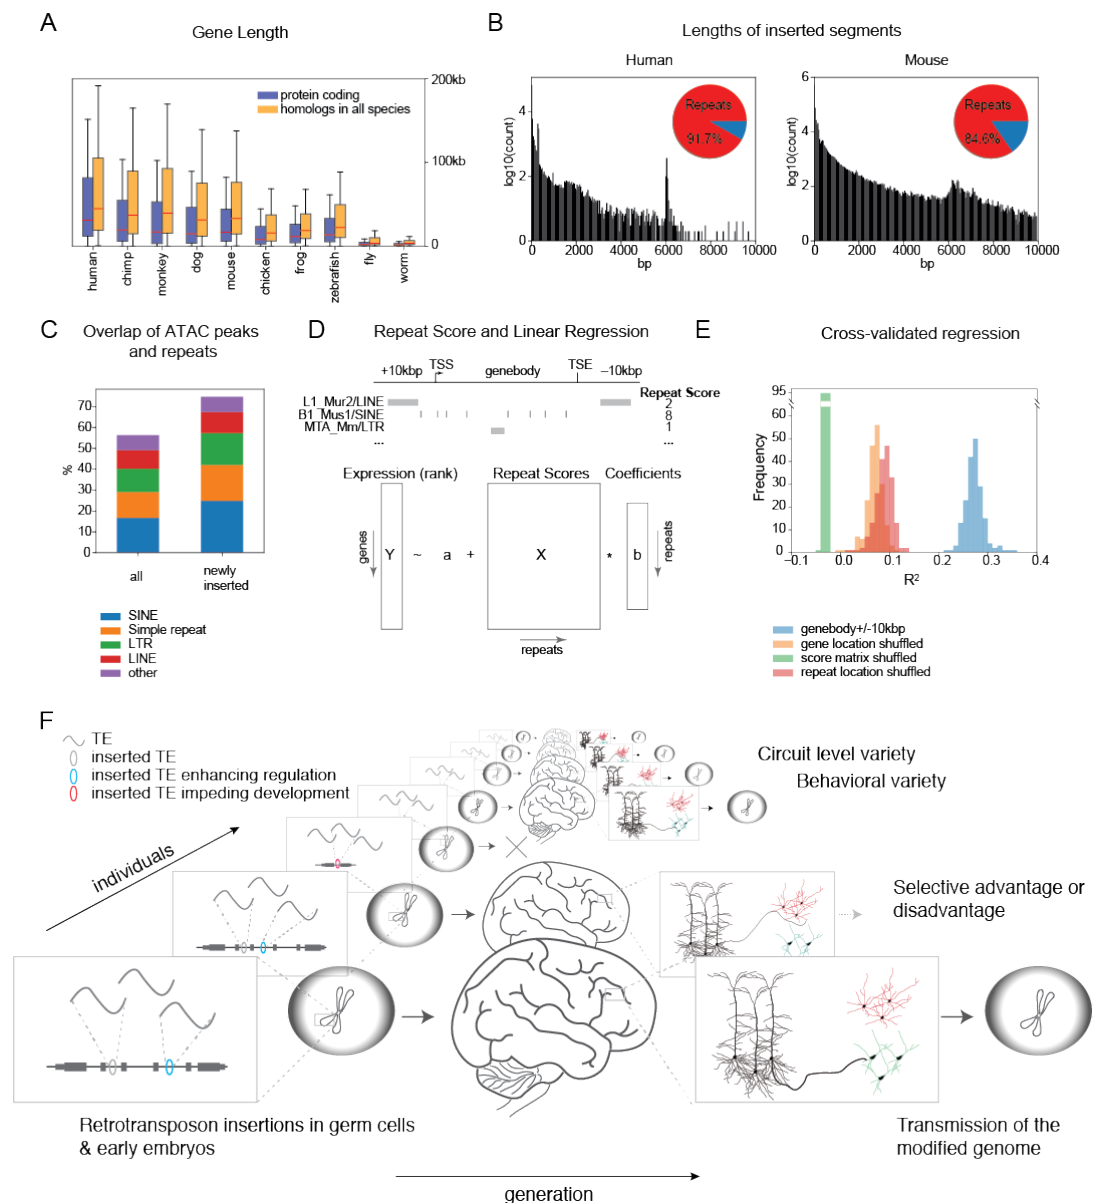 A
Gene Length
protein coding
homologs in all species
200kb
100kb
0
human
chimp
monkey
dog
mouse
chicken
frog
zebrafish
fly
worm
B
Lengths of inserted segments
Human
log10(count)
4
2
0
Repeats
91.7%
0 2000 4000 6000 8000 10000
bp
Mouse
log10(count)
6
4
2
0
Repeats
84.6%
0 2000 4000 6000 8000 10000
bp
C
Overlap of ATAC peaks
and repeats
%
70
60
50
40
30
20
10
0
all
newly
inserted
SINE
Simple repeat
LTR
LINE
other
D
Repeat Score and Linear Regression
+10kbp TSS genebody TSE −10kbp
Repeat Score
L1_Mur2/LINE 2
B1_Mus1/SINE 8
MTA_Mm/LTR 1
... ...
Expression (rank) Repeat Scores Coefficients
genes
Y ~ a + X * b
repeats
repeats
E
Cross-validated regression
Frequency
95
60
40
20
10
0
−0.1 0.0 0.1 0.2 0.3 0.4
R²
genebody+/-10kbp
gene location shuffled
score matrix shuffled
repeat location shuffled
F
TE
inserted TE
inserted TE enhancing regulation
inserted TE impeding development
individuals
Circuit level variety
Behavioral variety
Selective advantage or
disadvantage
Retrotransposon insertions in germ cells
& early embryos
Transmission of the
modified genome
generation